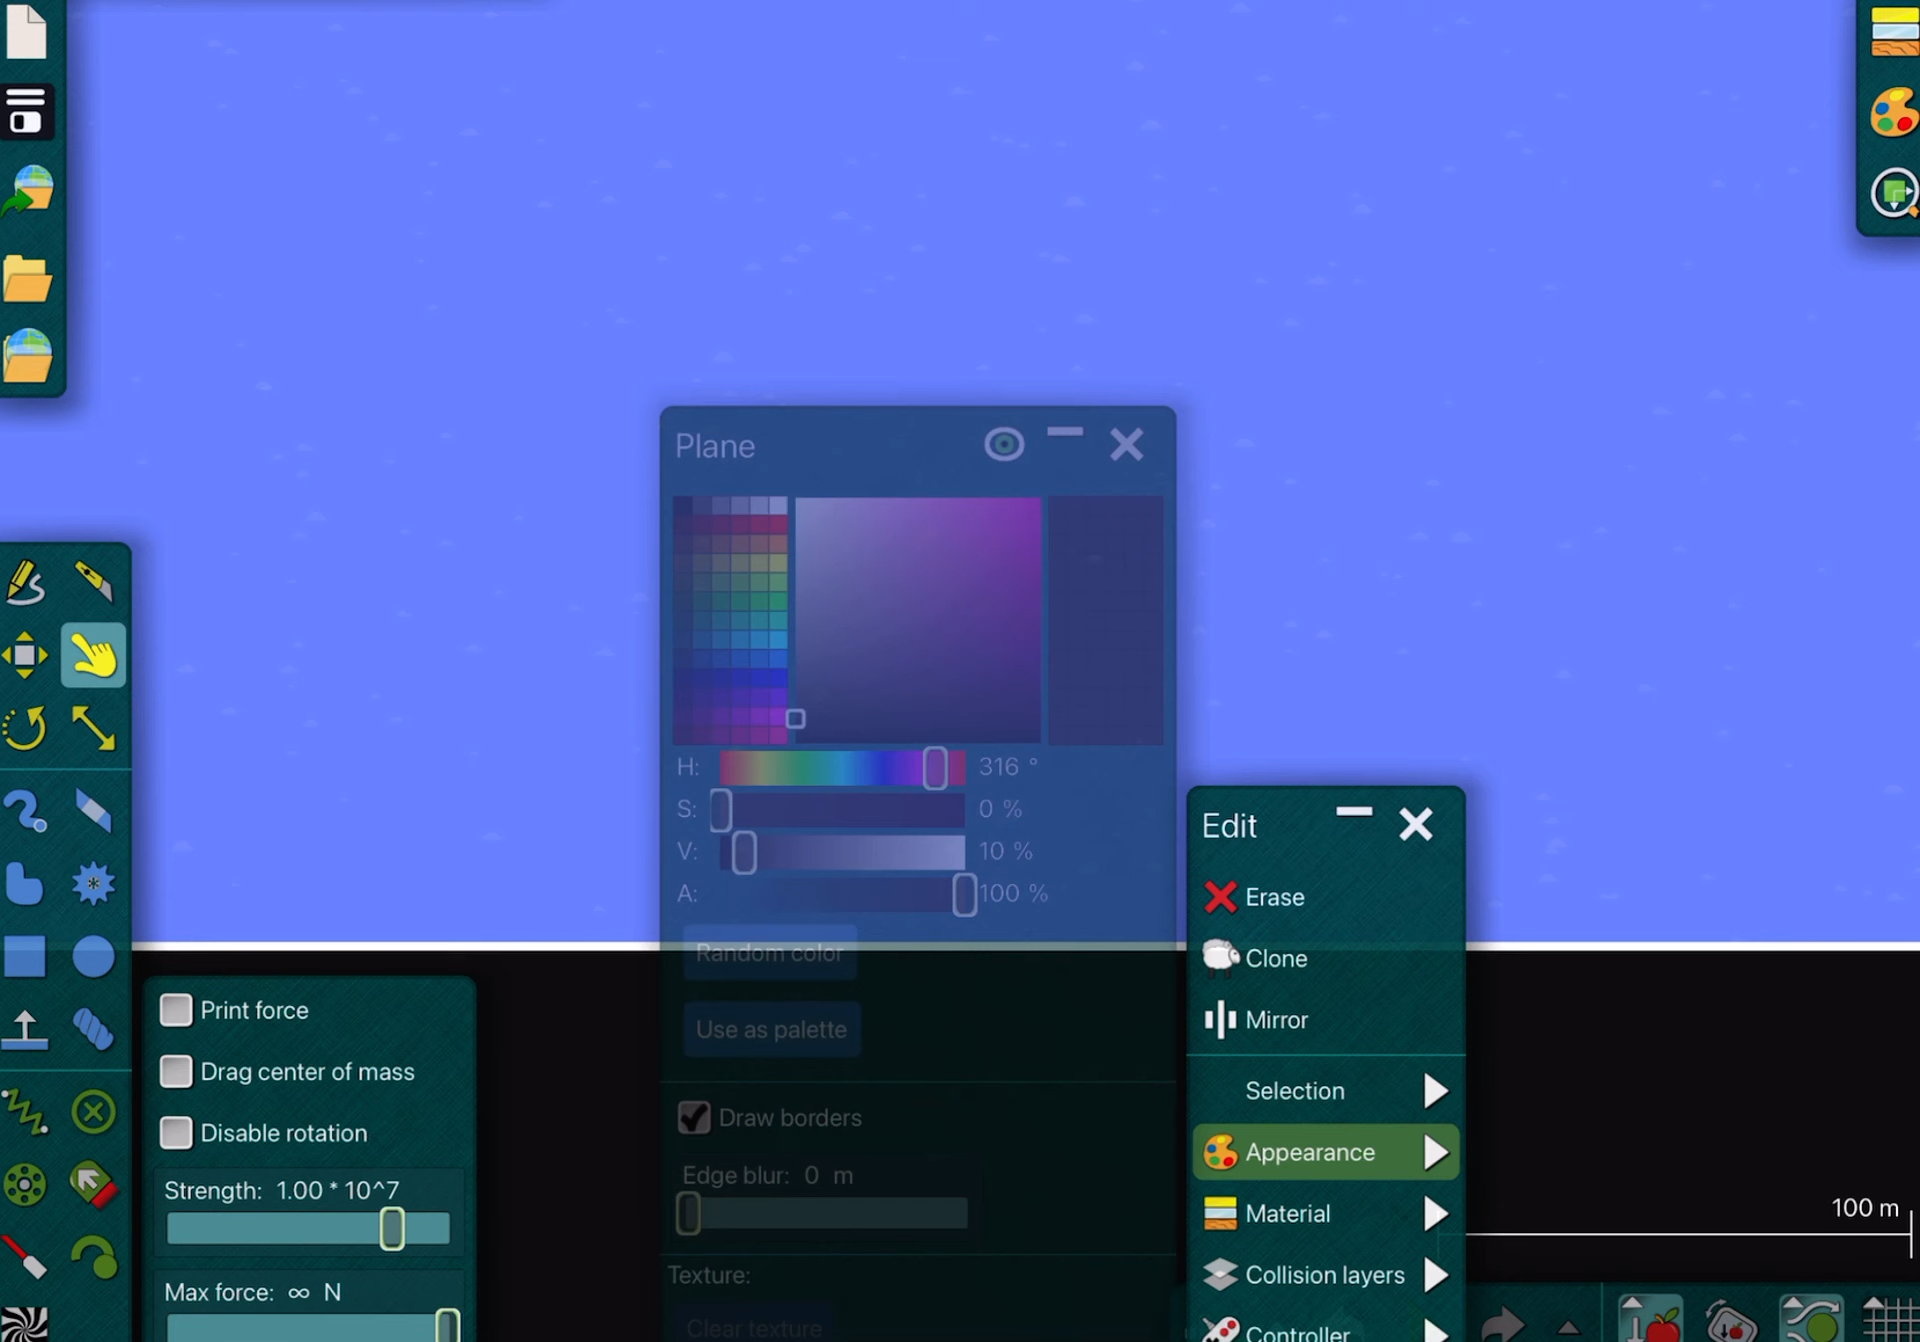 Plane
H:
316 °
S:
0 %
V:
10 %
A:
100 %
Random color
Use as palette
Draw borders
Edge blur: 0 m
Texture:
Clear texture
Print force
Drag center of mass
Disable rotation
Strength: 1.00 * 10^7
Max force: ∞ N
Edit
Erase
Clone
Mirror
Selection
Appearance
Material
Collision layers
Controller
100 m